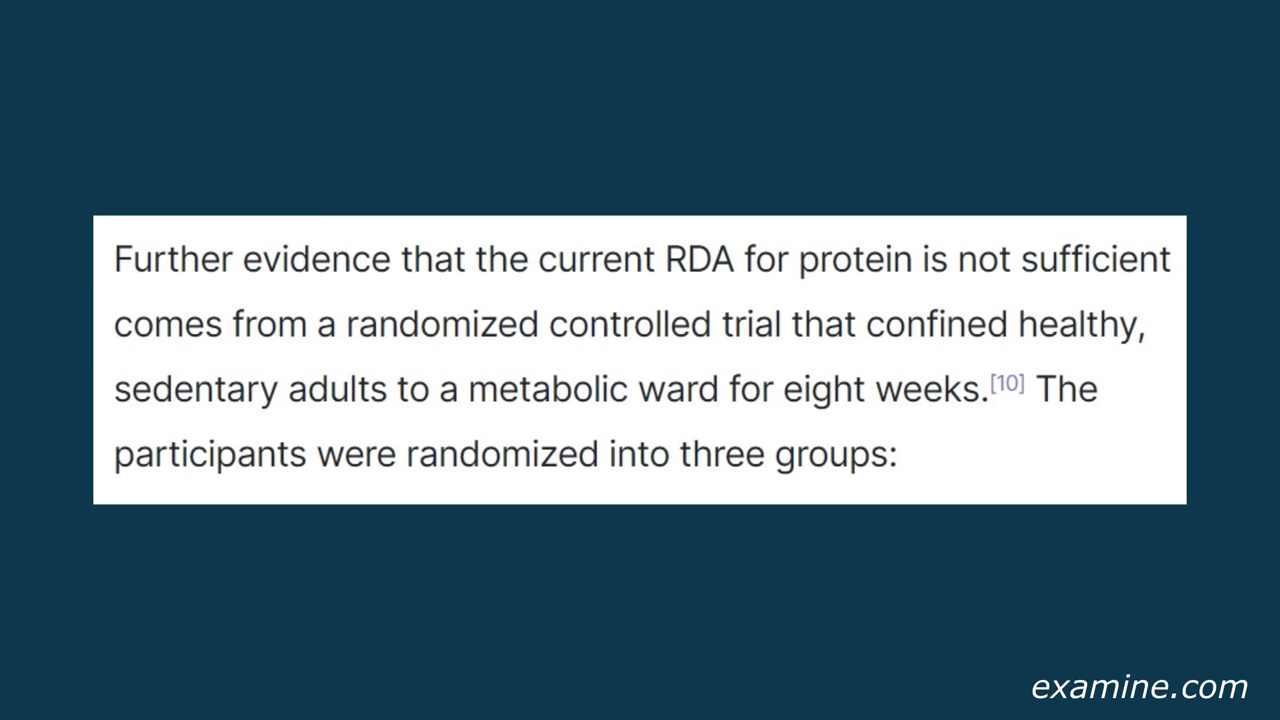 Further evidence that the current RDA for protein is not sufficient
comes from a randomized controlled trial that confined healthy,
sedentary adults to a metabolic ward for eight weeks.[10] The
participants were randomized into three groups:
examine.com